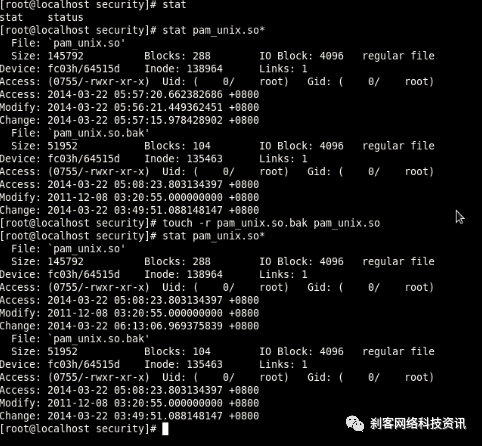 [root@localhost security]# stat
stat    status
[root@localhost security]# stat pam_unix.so*
  File: `pam_unix.so'
  Size: 145792          Blocks: 288        IO Block: 4096   regular file
Device: fc03h/64515d    Inode: 138964      Links: 1
Access: (0755/-rwxr-xr-x)  Uid: (    0/    root)   Gid: (    0/    root)
Access: 2014-03-22 05:57:20.662382686 +0800
Modify: 2014-03-22 05:56:21.449362451 +0800
Change: 2014-03-22 05:57:15.978428902 +0800
  File: `pam_unix.so.bak'
  Size: 51952           Blocks: 104        IO Block: 4096   regular file
Device: fc03h/64515d    Inode: 135463      Links: 1
Access: (0755/-rwxr-xr-x)  Uid: (    0/    root)   Gid: (    0/    root)
Access: 2014-03-22 05:08:23.803134397 +0800
Modify: 2011-12-08 03:20:55.000000000 +0800
Change: 2014-03-22 03:49:51.088148147 +0800
[root@localhost security]# touch -r pam_unix.so.bak pam_unix.so
[root@localhost security]# stat pam_unix.so*
  File: `pam_unix.so'
  Size: 145792          Blocks: 288        IO Block: 4096   regular file
Device: fc03h/64515d    Inode: 138964      Links: 1
Access: (0755/-rwxr-xr-x)  Uid: (    0/    root)   Gid: (    0/    root)
Access: 2014-03-22 05:08:23.803134397 +0800
Modify: 2011-12-08 03:20:55.000000000 +0800
Change: 2014-03-22 06:13:06.969375839 +0800
  File: `pam_unix.so.bak'
  Size: 51952           Blocks: 104        IO Block: 4096   regular file
Device: fc03h/64515d    Inode: 135463      Links: 1
Access: (0755/-rwxr-xr-x)  Uid: (    0/    root)   Gid: (    0/    root)
Access: 2014-03-22 05:08:23.803134397 +0800
Modify: 2011-12-08 03:20:55.000000000 +0800
Change: 2014-03-22 03:49:51.088148147 +0800
[root@localhost security]#
刹客网络科技资讯